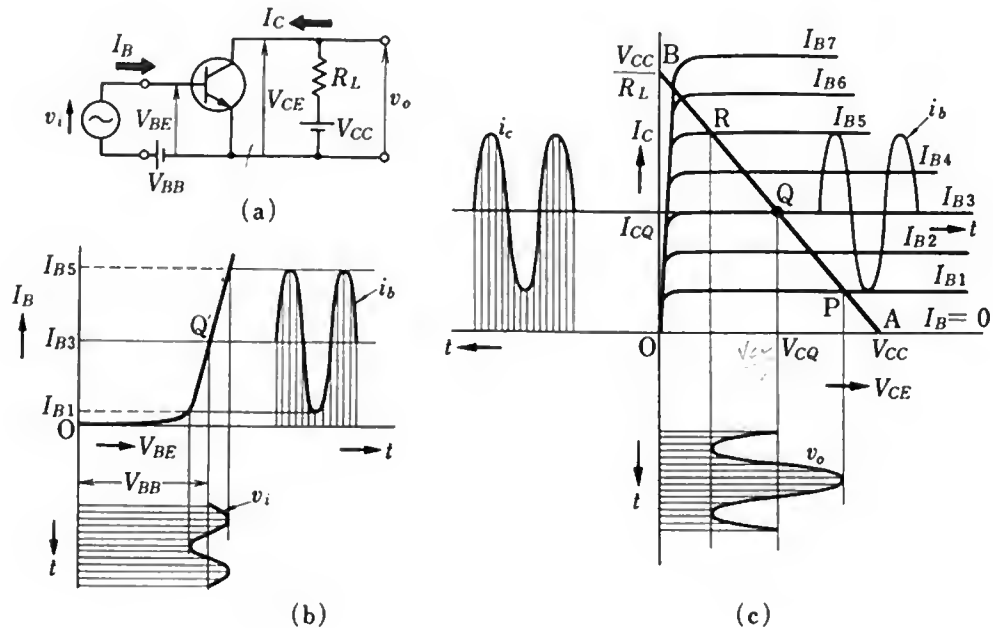 I_C
I_B
R_L
V_CE
v_o
v_i
V_BE
V_CC
V_BB
(a)
I_B5
I_B
Q'
i_b
I_B3
I_B1
O
V_BE
t
V_BB
v_i
t
(b)
V_CC
R_L
B
I_B7
I_B6
R
I_B5
i_b
i_c
I_C
I_B4
Q
I_B3
t
I_CQ
I_B2
I_B1
P
A
I_B = 0
t
O
V_CQ
V_CC
V_CE
v_o
t
(c)